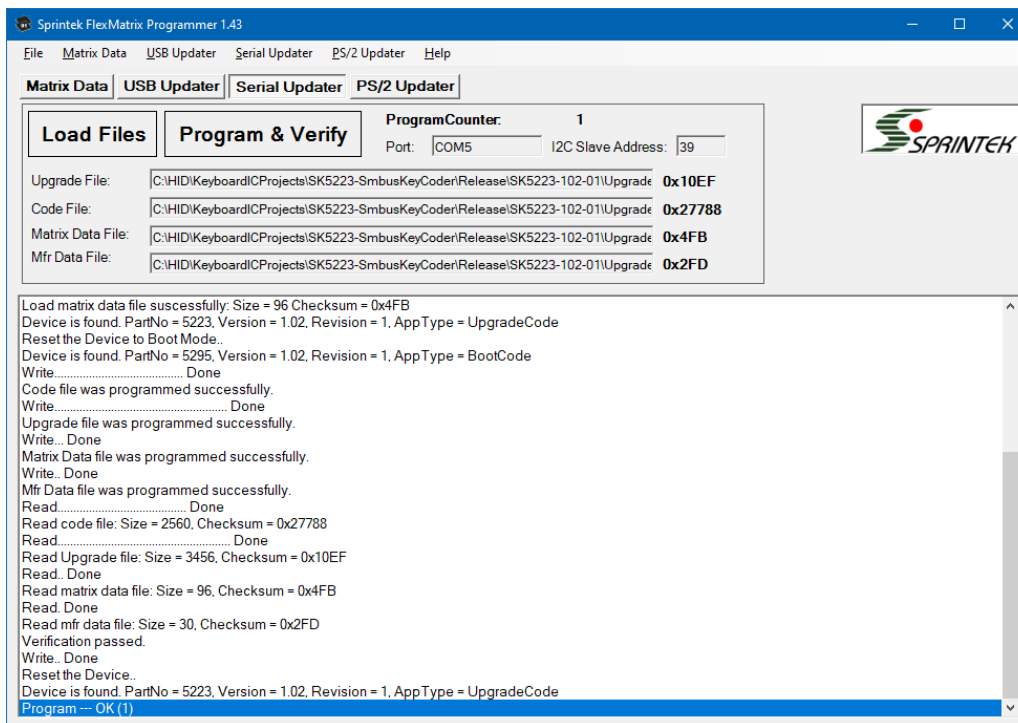 Sprintek FlexMatrix Programmer 1.43
File Matrix Data USB Updater Serial Updater PS/2 Updater Help
Matrix Data USB Updater Serial Updater PS/2 Updater
Load Files Program & Verify
ProgramCounter: 1
Port: COM5 I2C Slave Address: 39
SPRINTEK
Upgrade File: C:\HID\KeyboardICProjects\SK5223-SmbusKeyCoder\Release\SK5223-102-01\Upgrade 0x10EF
Code File: C:\HID\KeyboardICProjects\SK5223-SmbusKeyCoder\Release\SK5223-102-01\Upgrade 0x27788
Matrix Data File: C:\HID\KeyboardICProjects\SK5223-SmbusKeyCoder\Release\SK5223-102-01\Upgrade 0x4FB
Mfr Data File: C:\HID\KeyboardICProjects\SK5223-SmbusKeyCoder\Release\SK5223-102-01\Upgrade 0x2FD
Load matrix data file suscessfully: Size = 96 Checksum = 0x4FB
Device is found. PartNo = 5223, Version = 1.02, Revision = 1, AppType = UpgradeCode
Reset the Device to Boot Mode..
Device is found. PartNo = 5295, Version = 1.02, Revision = 1, AppType = BootCode
Write.......................................... Done
Code file was programmed successfully.
Write........................................................ Done
Upgrade file was programmed successfully.
Write... Done
Matrix Data file was programmed successfully.
Write.. Done
Mfr Data file was programmed successfully.
Read.......................................... Done
Read code file: Size = 2560, Checksum = 0x27788
Read........................................................ Done
Read Upgrade file: Size = 3456, Checksum = 0x10EF
Read.. Done
Read matrix data file: Size = 96, Checksum = 0x4FB
Read. Done
Read mfr data file: Size = 30, Checksum = 0x2FD
Verification passed.
Write.. Done
Reset the Device..
Device is found. PartNo = 5223, Version = 1.02, Revision = 1, AppType = UpgradeCode
Program --- OK (1)